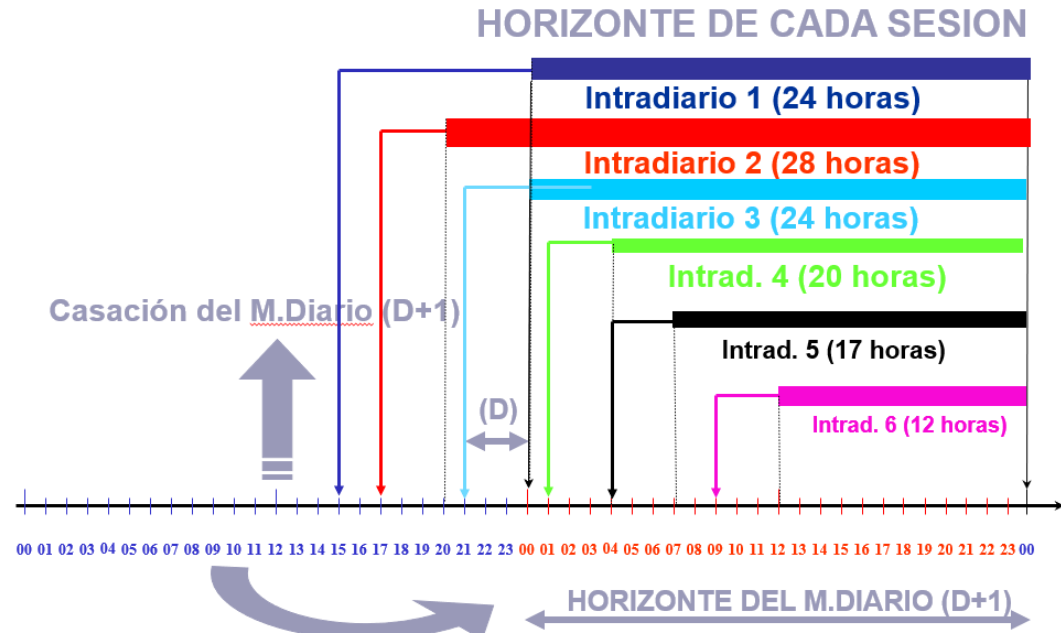 HORIZONTE DE CADA SESION
Intradiario 1 (24 horas)
Intradiario 2 (28 horas)
Intradiario 3 (24 horas)
Intrad. 4 (20 horas)
Casación del M.Diario (D+1)
Intrad. 5 (17 horas)
(D)
Intrad. 6 (12 horas)
00 01 02 03 04 05 06 07 08 09 10 11 12 13 14 15 16 17 18 19 20 21 22 23 00 01 02 03 04 05 06 07 08 09 10 11 12 13 14 15 16 17 18 19 20 21 22 23 00
HORIZONTE DEL M.DIARIO (D+1)